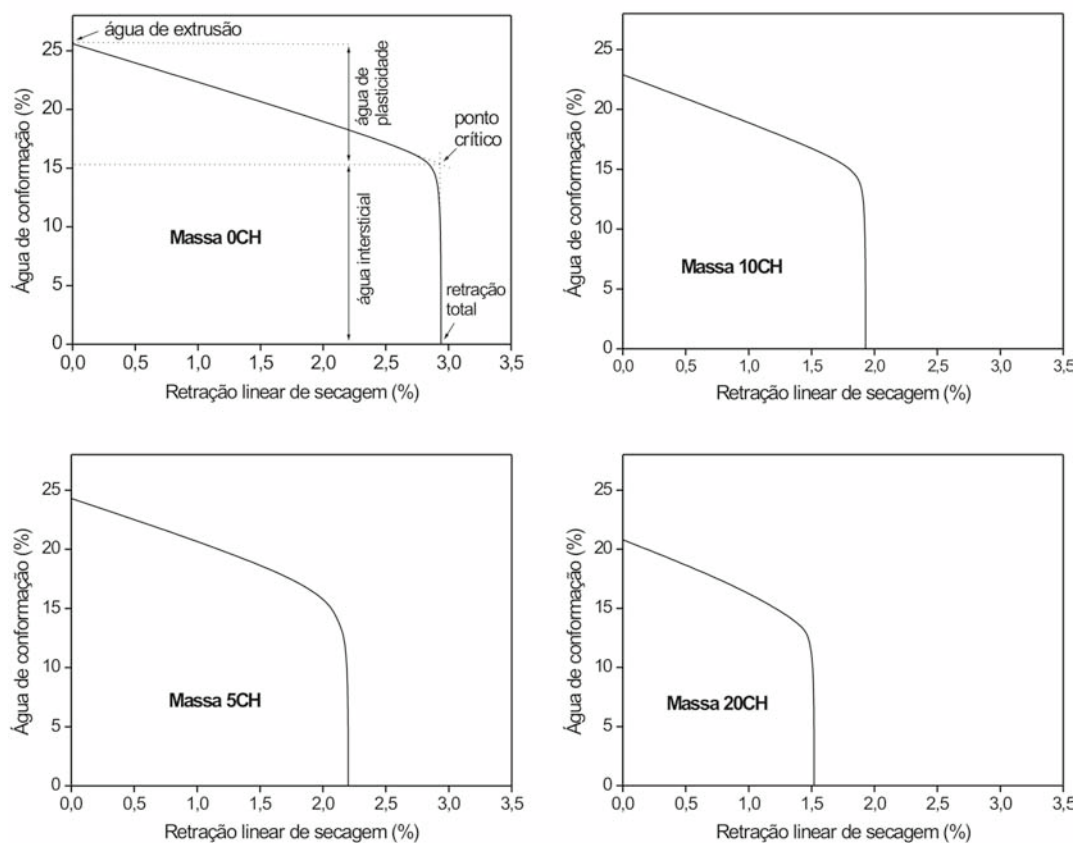 água de extrusão
água de
plasticidade
ponto
crítico
água intersticial
retração
total
Massa 0CH
Água de conformação (%)
25
20
15
10
5
0
0,0 0,5 1,0 1,5 2,0 2,5 3,0 3,5
Retração linear de secagem (%)
Massa 10CH
Água de conformação (%)
25
20
15
10
5
0
0,0 0,5 1,0 1,5 2,0 2,5 3,0 3,5
Retração linear de secagem (%)
Massa 5CH
Água de conformação (%)
25
20
15
10
5
0
0,0 0,5 1,0 1,5 2,0 2,5 3,0 3,5
Retração linear de secagem (%)
Massa 20CH
Água de conformação (%)
25
20
15
10
5
0
0,0 0,5 1,0 1,5 2,0 2,5 3,0 3,5
Retração linear de secagem (%)